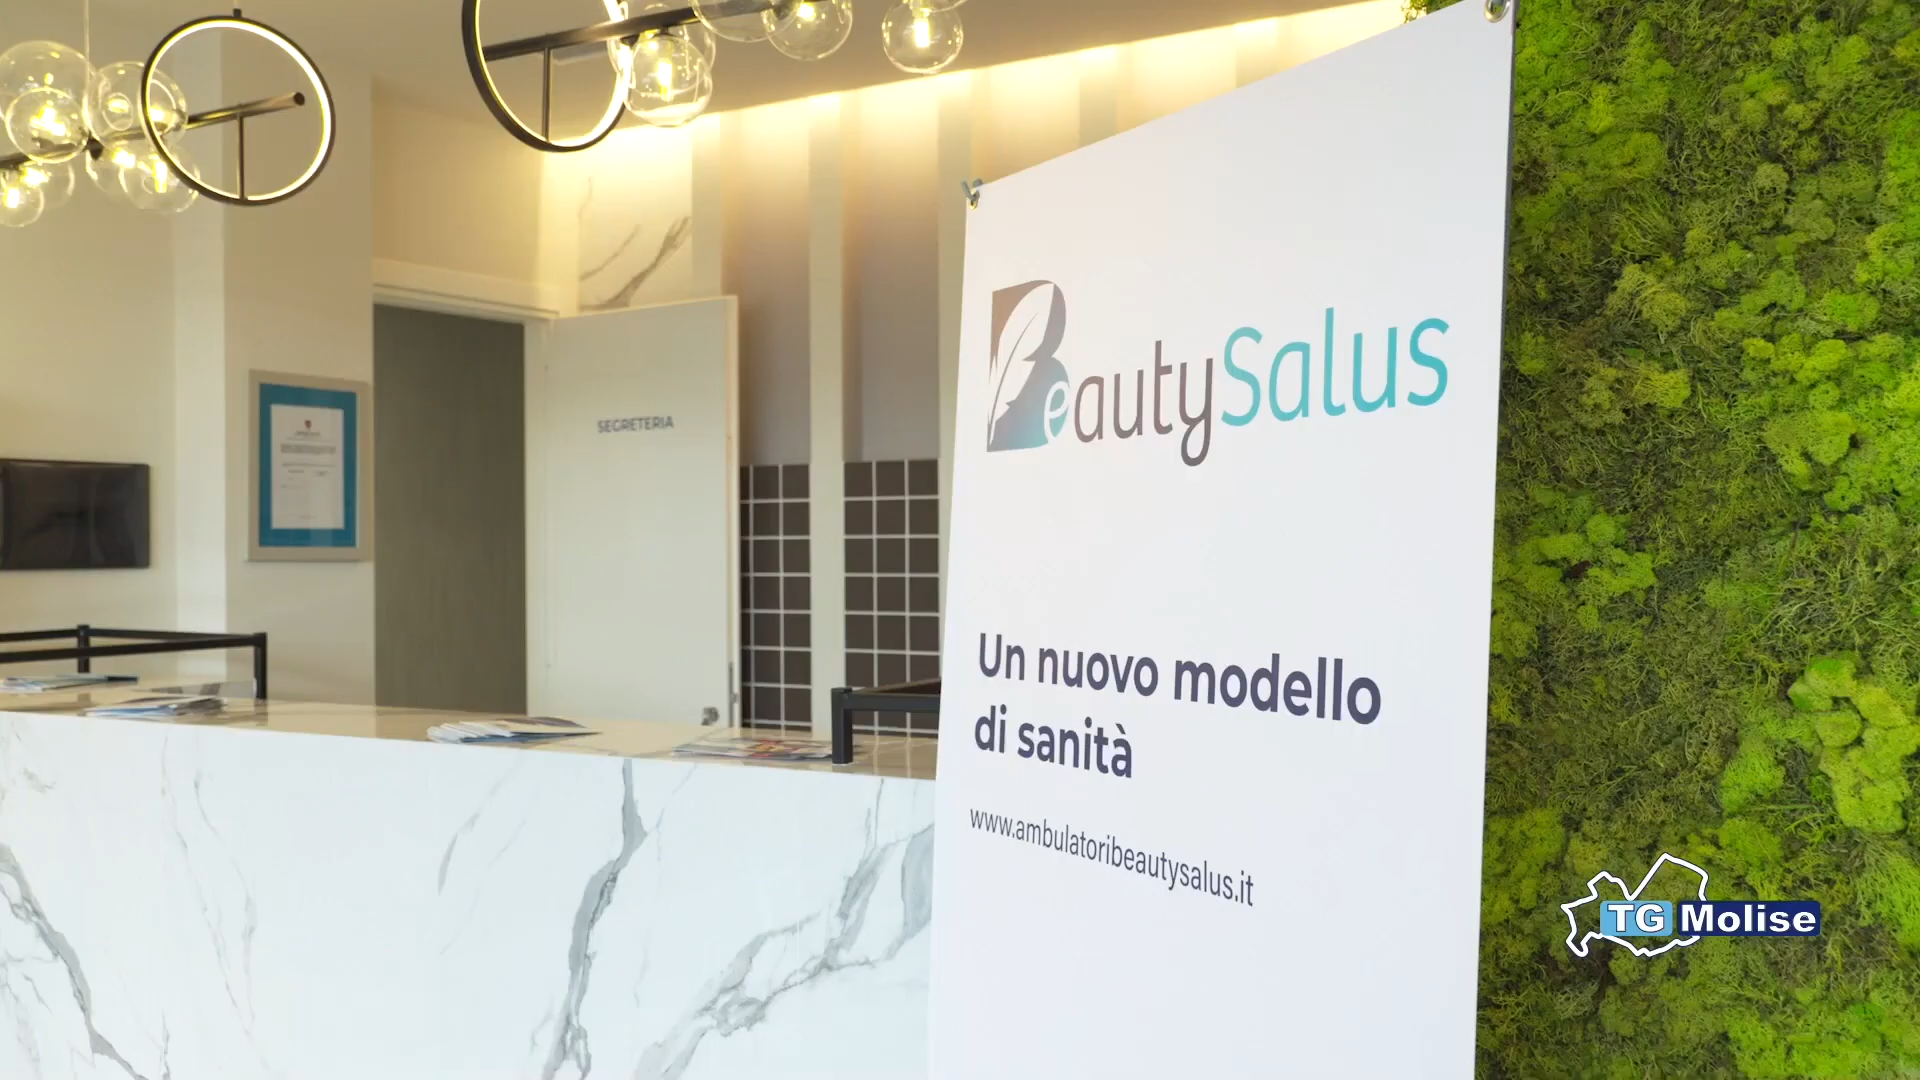 SEGRETERIA
BeautySalus
Un nuovo modello
di sanità
www.ambulatoribeautysalus.it
TG Molise